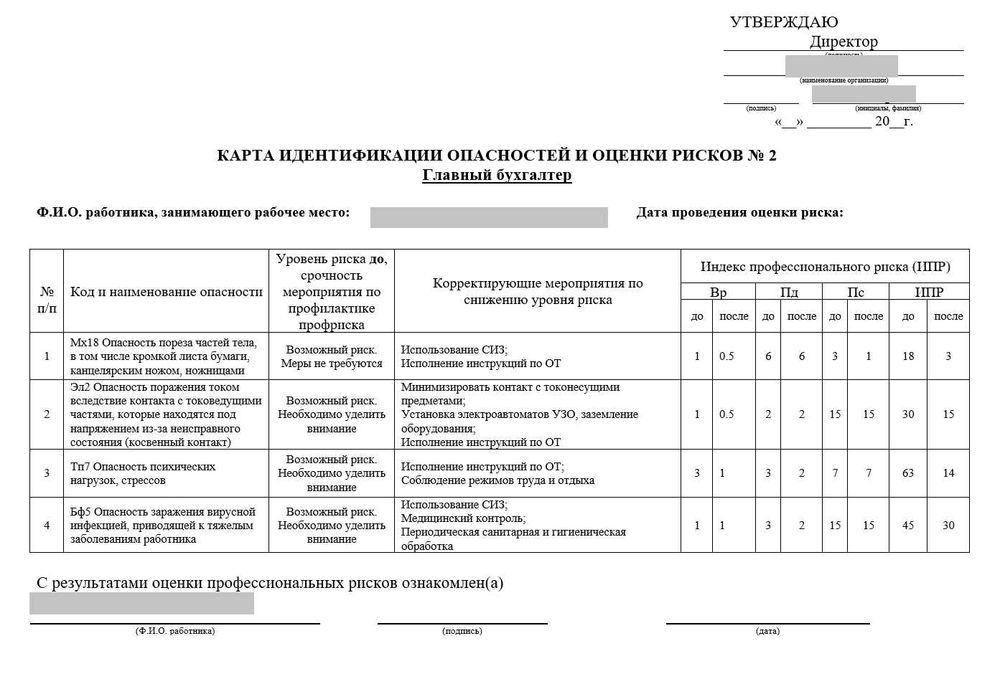 УТВЕРЖДАЮ
Директор
(должность)
(наименование организации)
(подпись) (инициалы, фамилия)
«__» _________ 20__г.
КАРТА ИДЕНТИФИКАЦИИ ОПАСНОСТЕЙ И ОЦЕНКИ РИСКОВ № 2
Главный бухгалтер
Ф.И.О. работника, занимающего рабочее место: Дата проведения оценки риска:
№
п/п
Код и наименование опасности
Уровень риска до,
срочность
мероприятия по
профилактике
профриска
Корректирующие мероприятия по
снижению уровня риска
Индекс профессионального риска (ИПР)
Вр Пд Пс ИПР
до после до после до после до после
1
Мх18 Опасность пореза частей тела,
в том числе кромкой листа бумаги,
канцелярским ножом, ножницами
Возможный риск.
Меры не требуются
Использование СИЗ;
Исполнение инструкций по ОТ
1 0.5 6 6 3 1 18 3
2
Эл2 Опасность поражения током
вследствие контакта с токоведущими
частями, которые находятся под
напряжением из-за неисправного
состояния (косвенный контакт)
Возможный риск.
Необходимо уделить
внимание
Минимизировать контакт с токонесущими
предметами;
Установка электроавтоматов УЗО, заземление
оборудования;
Исполнение инструкций по ОТ
1 0.5 2 2 15 15 30 15
3
Тп7 Опасность психических
нагрузок, стрессов
Возможный риск.
Необходимо уделить
внимание
Исполнение инструкций по ОТ;
Соблюдение режимов труда и отдыха
3 1 3 2 7 7 63 14
4
Бф5 Опасность заражения вирусной
инфекцией, приводящей к тяжелым
заболеваниям работника
Возможный риск.
Необходимо уделить
внимание
Использование СИЗ;
Медицинский контроль;
Периодическая санитарная и гигиеническая
обработка
1 1 3 2 15 15 45 30
С результатами оценки профессиональных рисков ознакомлен(а)
(Ф.И.О. работника) (подпись) (дата)